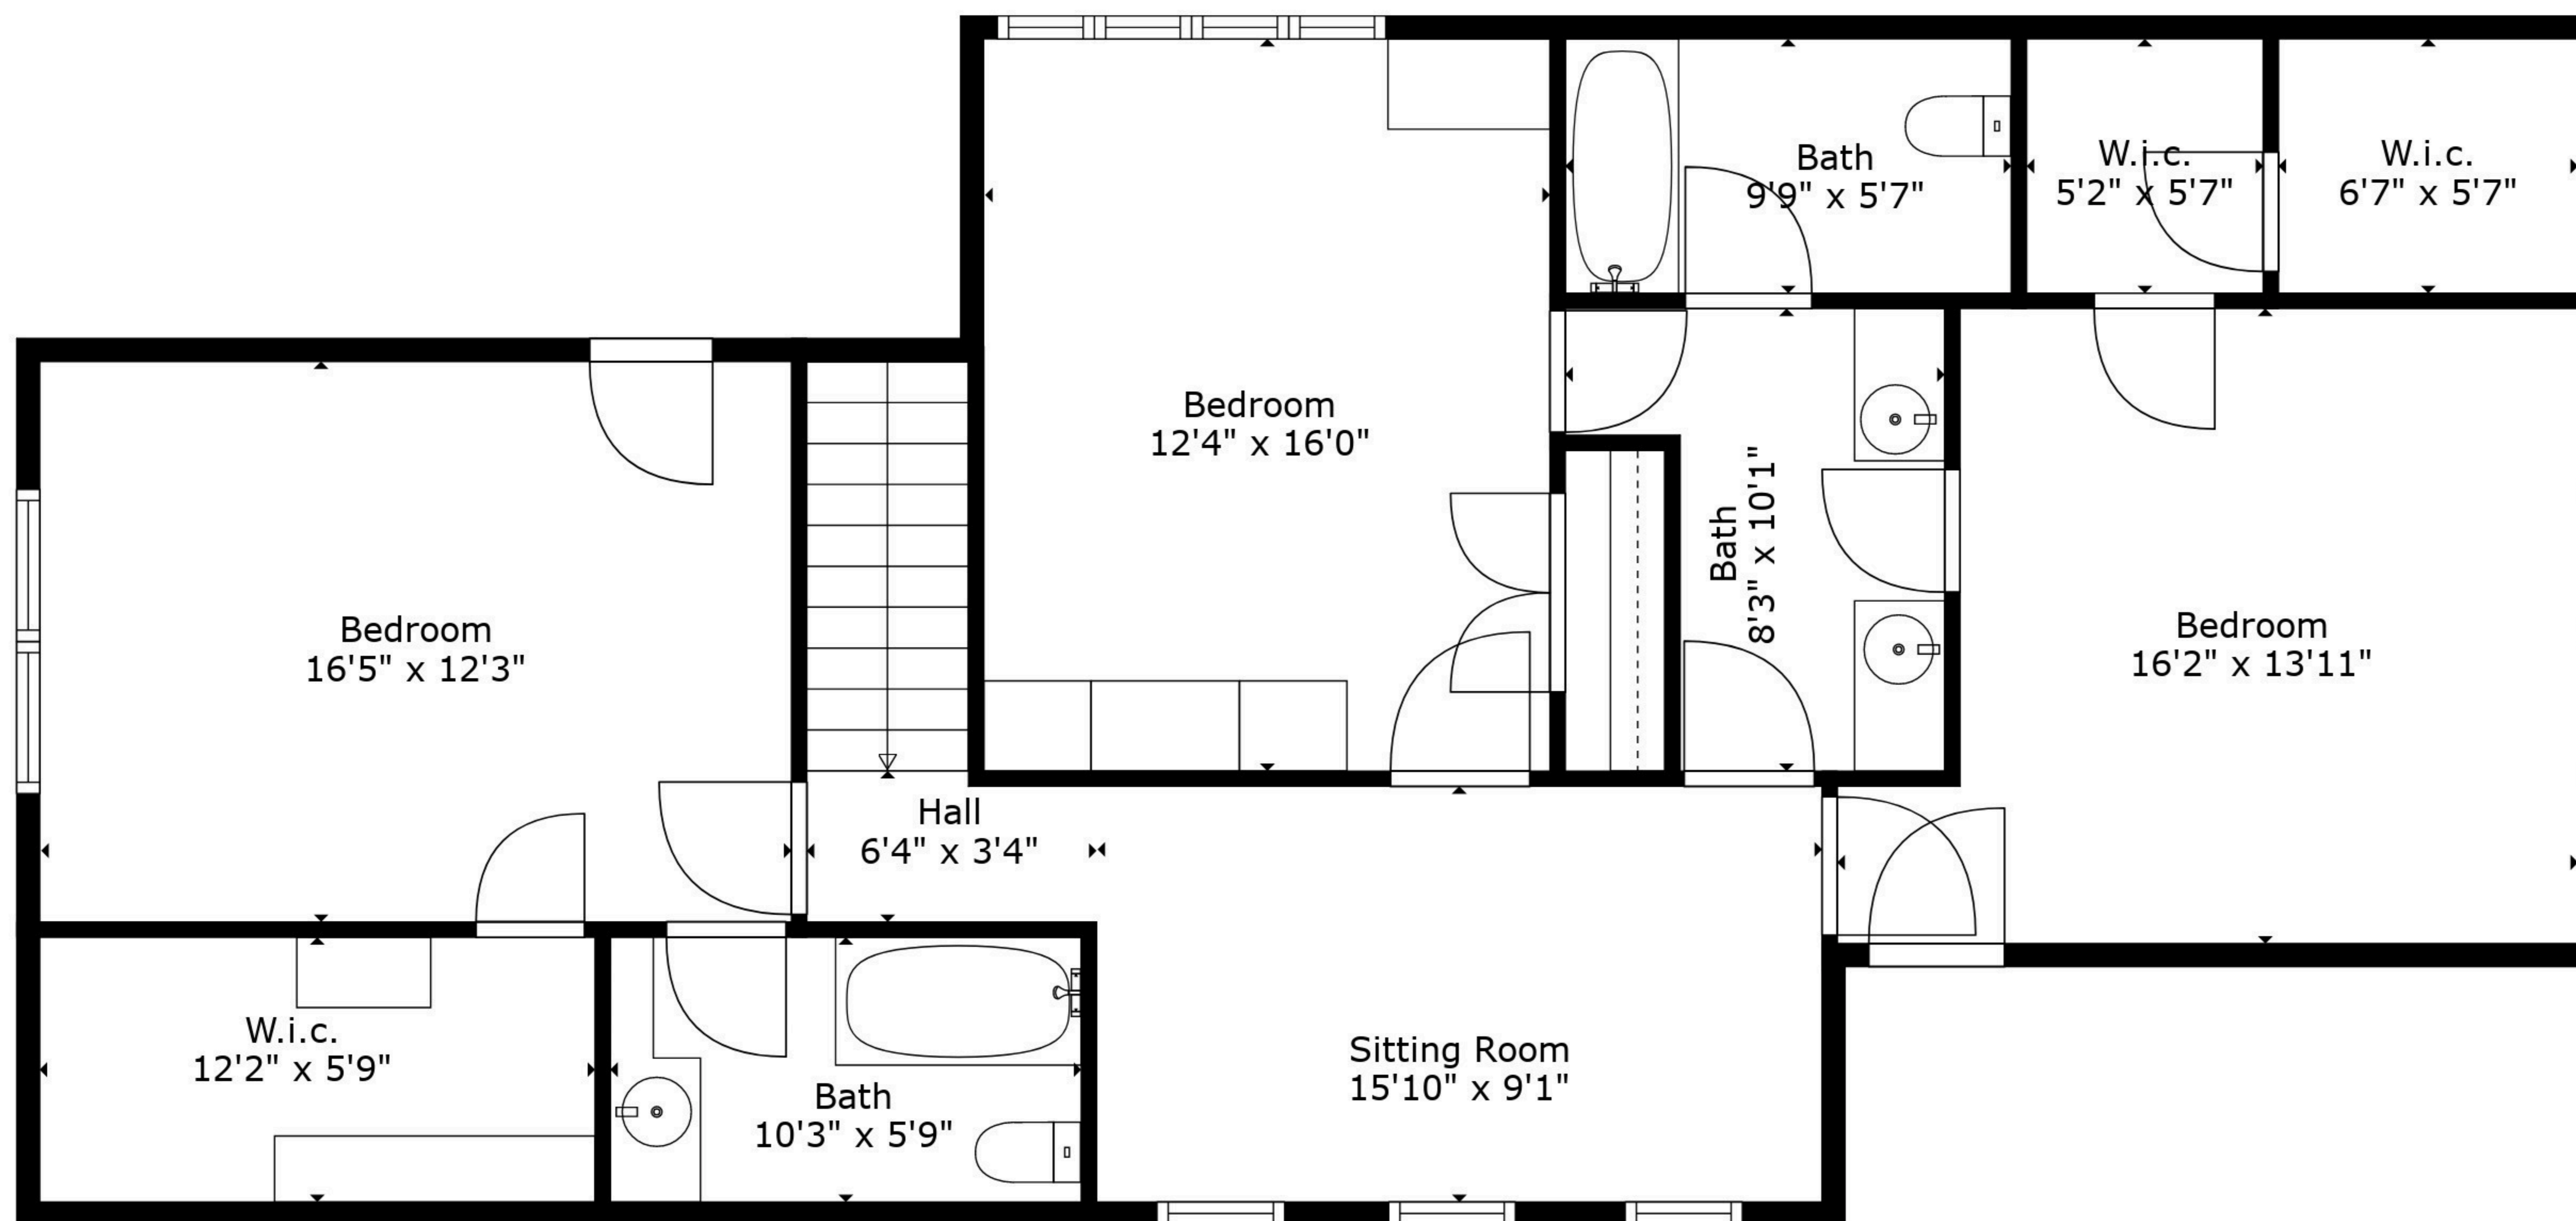 Bath
9'9" x 5'7"
W.i.c.
5'2" x 5'7"
W.i.c.
6'7" x 5'7"
Bedroom
12'4" x 16'0"
Bath
8'3" x 10'1"
Bedroom
16'5" x 12'3"
Bedroom
16'2" x 13'11"
Hall
6'4" x 3'4"
W.i.c.
12'2" x 5'9"
Bath
10'3" x 5'9"
Sitting Room
15'10" x 9'1"